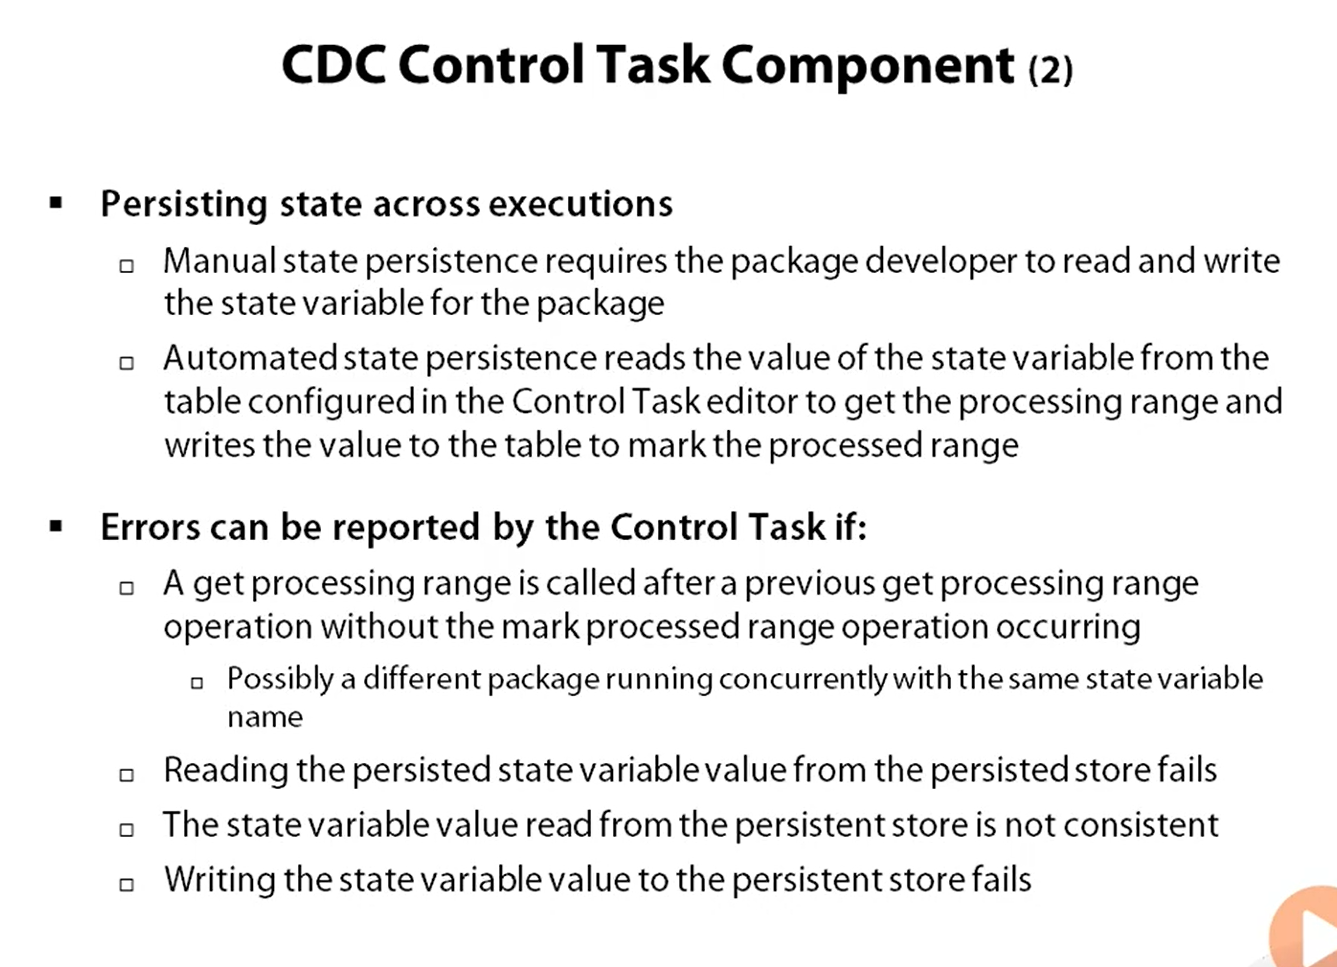 CDC Control Task Component (2)
Persisting state across executions
Manual state persistence requires the package developer to read and write
the state variable for the package
Automated state persistence reads the value of the state variable from the
table configured in the Control Task editor to get the processing range and
writes the value to the table to mark the processed range
Errors can be reported by the Control Task if:
A get processing range is called after a previous get processing range
operation without the mark processed range operation occurring
Possibly a different package running concurrently with the same state variable
name
Reading the persisted state variable value from the persisted store fails
The state variable value read from the persistent store is not consistent
Writing the state variable value to the persistent store fails